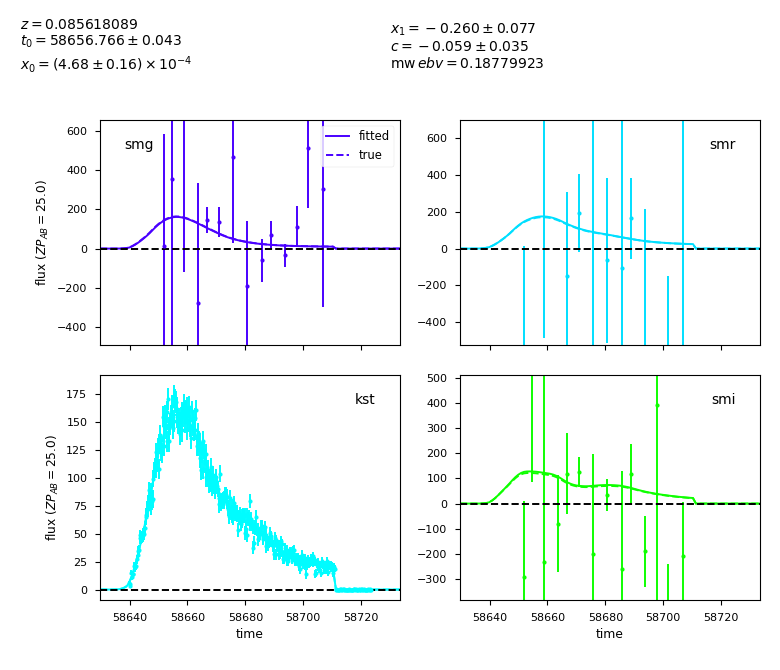 z = 0.085618089
t₀ = 58656.766 ± 0.043
x₀ = (4.68 ± 0.16) × 10⁻⁴
x₁ = −0.260 ± 0.077
c = −0.059 ± 0.035
mw ebv = 0.18779923
smg
fitted
true
600
400
200
0
−200
−400
flux (ZP_AB = 25.0)
smr
600
400
200
0
−200
−400
kst
175
150
125
100
75
50
25
0
flux (ZP_AB = 25.0)
58640 58660 58680 58700 58720
time
smi
500
400
300
200
100
0
−100
−200
−300
58640 58660 58680 58700 58720
time